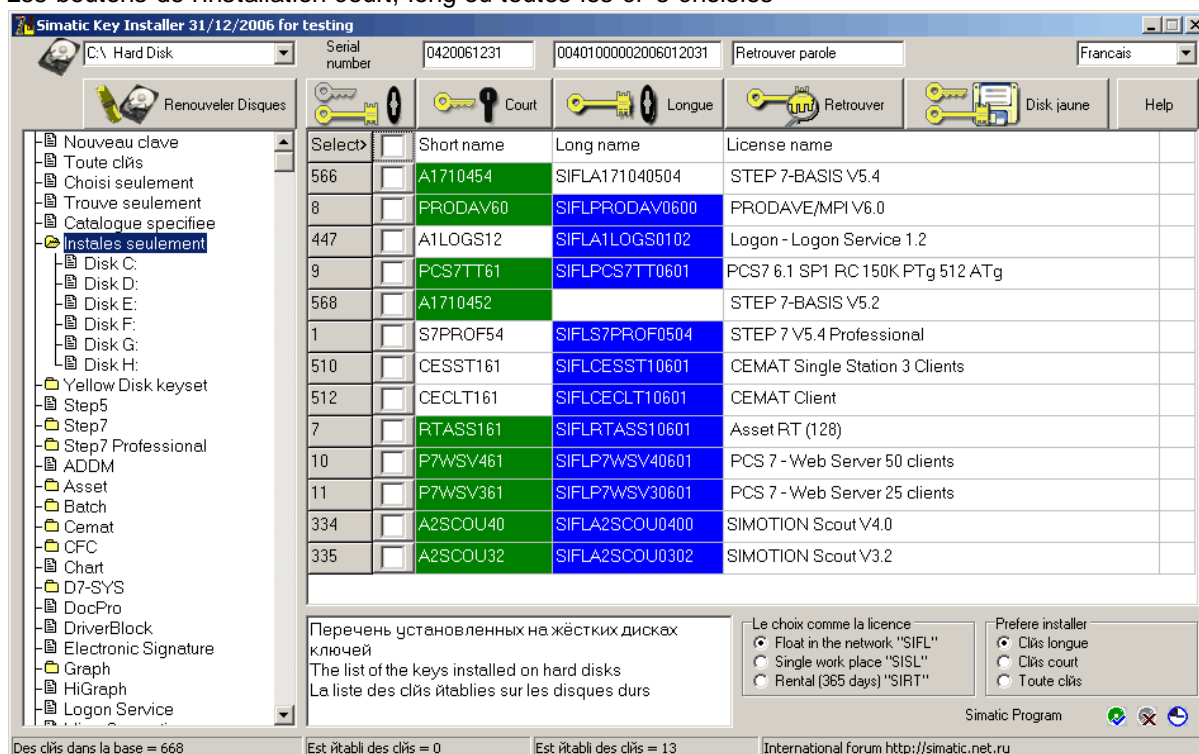 Simatic Key Installer 31/12/2006 for testing
C:\ Hard Disk
Serial number
0420061231
00401000002006012031
Retrouver parole
Francais
Renouveler Disques
Court
Longue
Retrouver
Disk jaune
Help
Nouveau clave
Toute clйs
Choisi seulement
Trouve seulement
Catalogue specifiee
Instales seulement
Disk C:
Disk D:
Disk E:
Disk F:
Disk G:
Disk H:
Yellow Disk keyset
Step5
Step7
Step7 Professional
ADDM
Asset
Batch
Cemat
CFC
Chart
D7-SYS
DocPro
DriverBlock
Electronic Signature
Graph
HiGraph
Logon Service
Select> Short name Long name License name
566 A1710454 SIFLA171040504 STEP 7-BASIS V5.4
8 PRODAV60 SIFLPRODAV0600 PRODAVE/MPI V6.0
447 A1LOGS12 SIFLA1LOGS0102 Logon - Logon Service 1.2
9 PCS7TT61 SIFLPCS7TT0601 PCS7 6.1 SP1 RC 150K PTg 512 ATg
568 A1710452 STEP 7-BASIS V5.2
1 S7PROF54 SIFLS7PROF0504 STEP 7 V5.4 Professional
510 CESST161 SIFLCESST10601 CEMAT Single Station 3 Clients
512 CECLT161 SIFLCECLT10601 CEMAT Client
7 RTASS161 SIFLRTASS10601 Asset RT (128)
10 P7WSV461 SIFLP7WSV40601 PCS 7 - Web Server 50 clients
11 P7WSV361 SIFLP7WSV30601 PCS 7 - Web Server 25 clients
334 A2SCOU40 SIFLA2SCOU0400 SIMOTION Scout V4.0
335 A2SCOU32 SIFLA2SCOU0302 SIMOTION Scout V3.2
Перечень установленных на жёстких дисках
ключей
The list of the keys installed on hard disks
La liste des clйs йtablies sur les disques durs
Le choix comme la licence
Float in the network "SIFL"
Single work place "SISL"
Rental (365 days) "SIRT"
Prefere installer
Clйs longue
Clйs court
Toute clйs
Simatic Program
Des clйs dans la base = 668
Est йtabli des clйs = 0
Est йtabli des clйs = 13
International forum http://simatic.net.ru